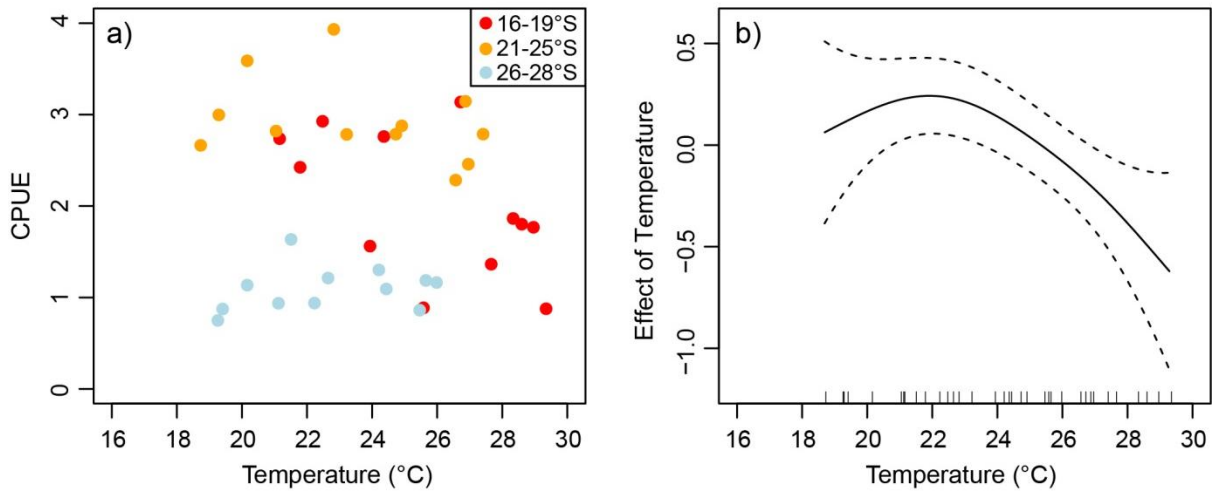 a)
16-19°S
21-25°S
26-28°S
CPUE
0
1
2
3
4
16 18 20 22 24 26 28 30
Temperature (°C)
b)
Effect of Temperature
0.5
0.0
−0.5
−1.0
16 18 20 22 24 26 28 30
Temperature (°C)